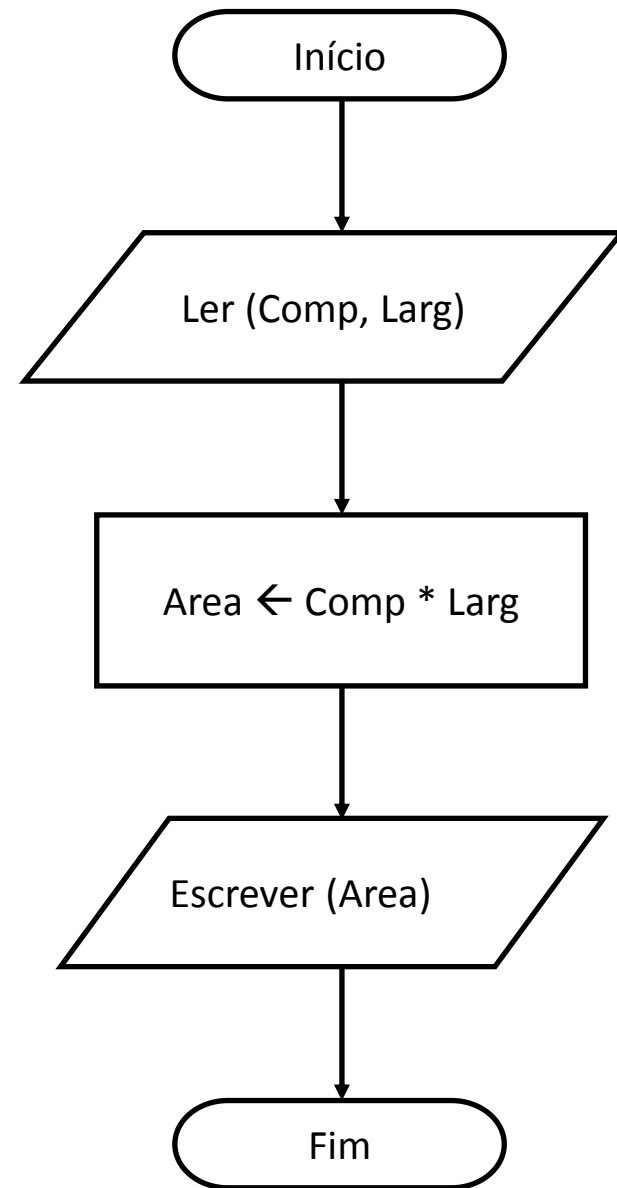 Início
Ler (Comp, Larg)
Area ← Comp * Larg
Escrever (Area)
Fim